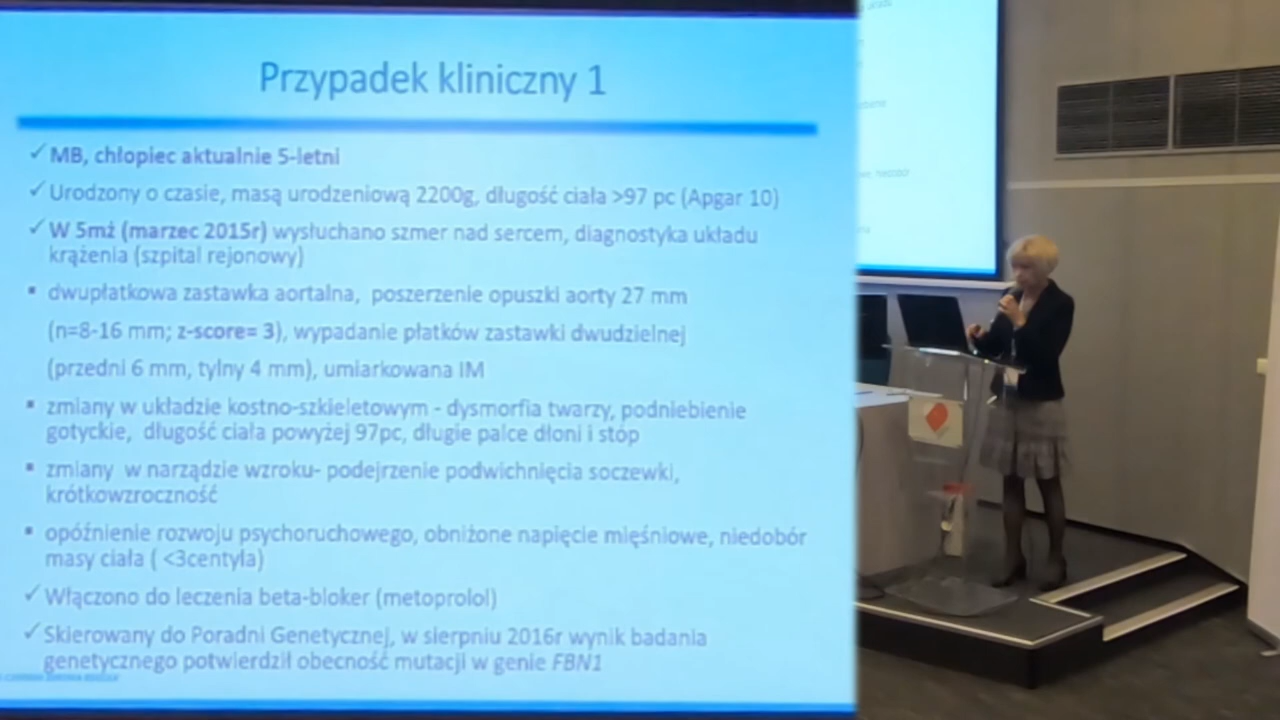 Przypadek kliniczny 1
✓ MB, chłopiec aktualnie 5-letni
✓ Urodzony o czasie, masą urodzeniową 2200g, długość ciała >97 pc (Apgar 10)
✓ W 5mż (marzec 2015r) wysłuchano szmer nad sercem, diagnostyka układu
krążenia (szpital rejonowy)
▪ dwupłatkowa zastawka aortalna, poszerzenie opuszki aorty 27 mm
(n=8-16 mm; z-score= 3), wypadanie płatków zastawki dwudzielnej
(przedni 6 mm, tylny 4 mm), umiarkowana IM
▪ zmiany w układzie kostno-szkieletowym - dysmorfia twarzy, podniebienie
gotyckie, długość ciała powyżej 97pc, długie palce dłoni i stóp
▪ zmiany w narządzie wzroku- podejrzenie podwichnięcia soczewki,
krótkowzroczność
▪ opóźnienie rozwoju psychoruchowego, obniżone napięcie mięśniowe, niedobór
masy ciała ( <3centyla)
✓ Włączono do leczenia beta-bloker (metoprolol)
✓ Skierowany do Poradni Genetycznej, w sierpniu 2016r wynik badania
genetycznego potwierdził obecność mutacji w genie FBN1